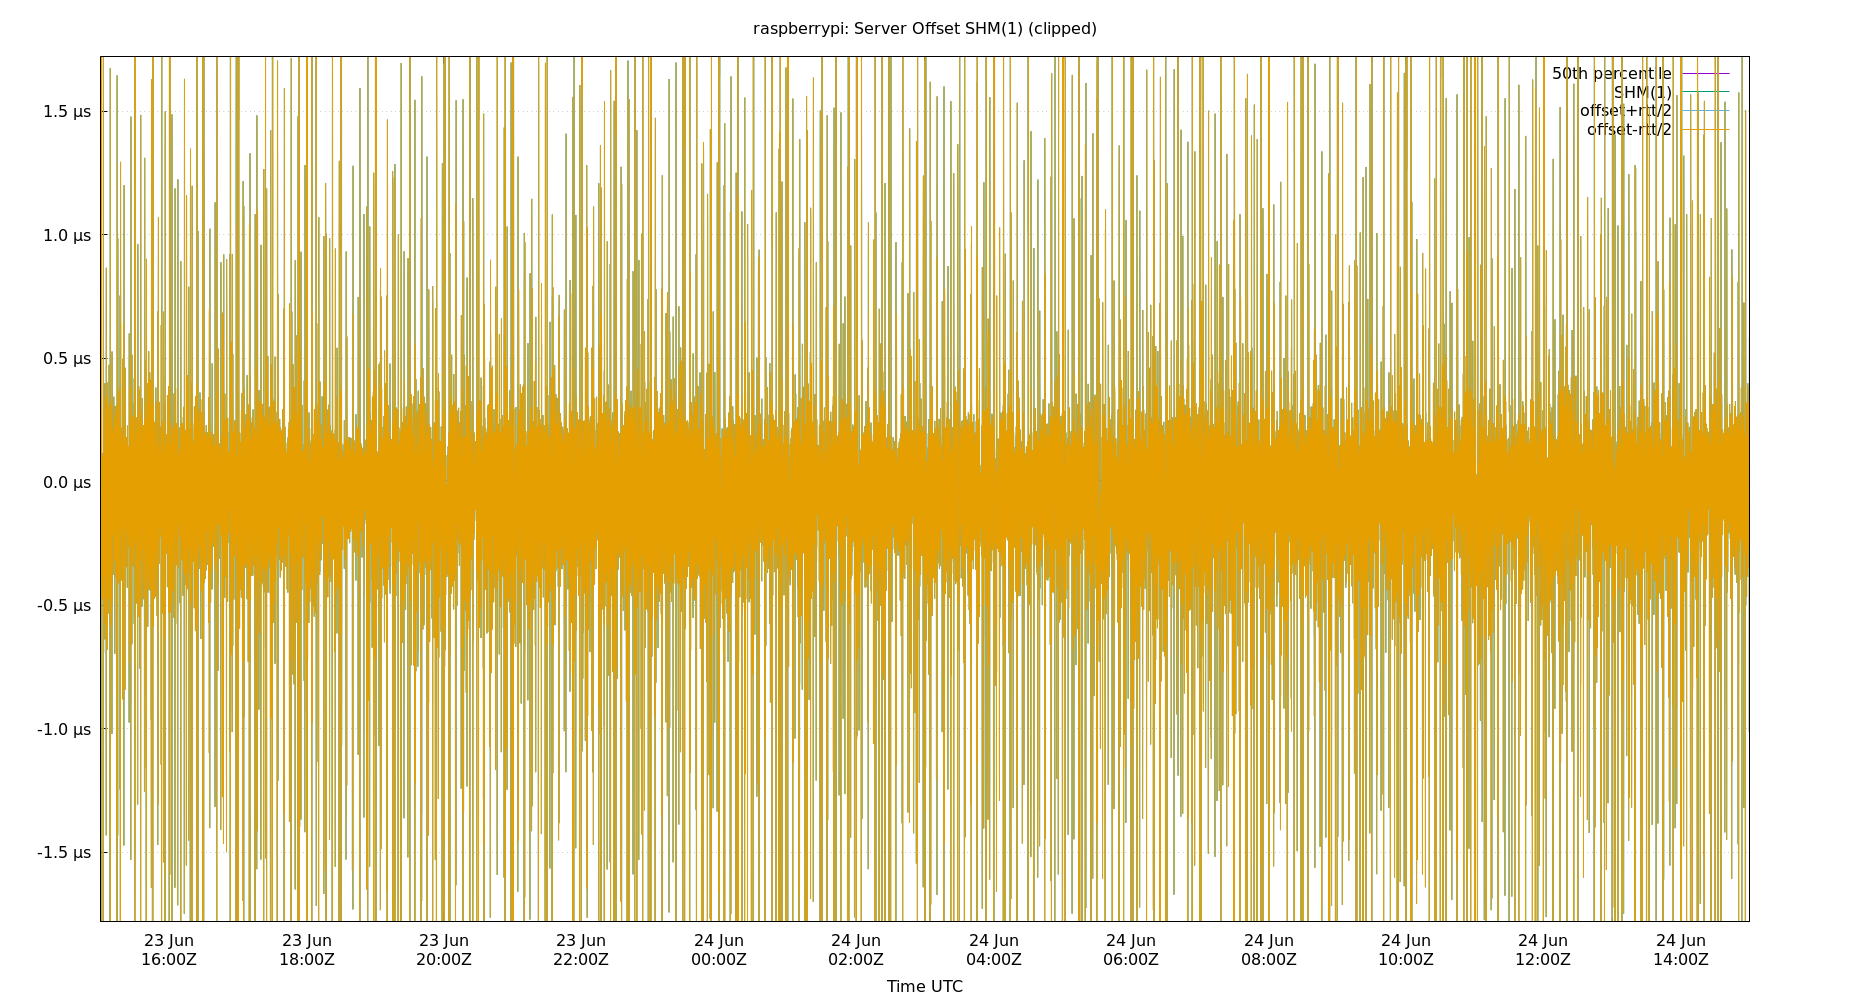 raspberrypi: Server Offset SHM(1) (clipped)
50th percentile
SHM(1)
offset+rtt/2
offset-rtt/2
1.5 µs
1.0 µs
0.5 µs
0.0 µs
-0.5 µs
-1.0 µs
-1.5 µs
23 Jun 23 Jun 23 Jun 23 Jun 24 Jun 24 Jun 24 Jun 24 Jun 24 Jun 24 Jun 24 Jun 24 Jun
16:00Z 18:00Z 20:00Z 22:00Z 00:00Z 02:00Z 04:00Z 06:00Z 08:00Z 10:00Z 12:00Z 14:00Z
Time UTC